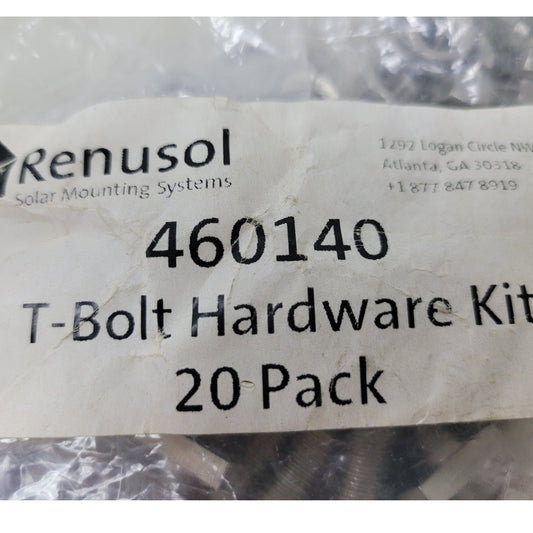 Renusol
Solar Mounting Systems
1292 Logan Circle NW
Atlanta, GA 30318
+1 877 847 8919
460140
T-Bolt Hardware Kit
20 Pack